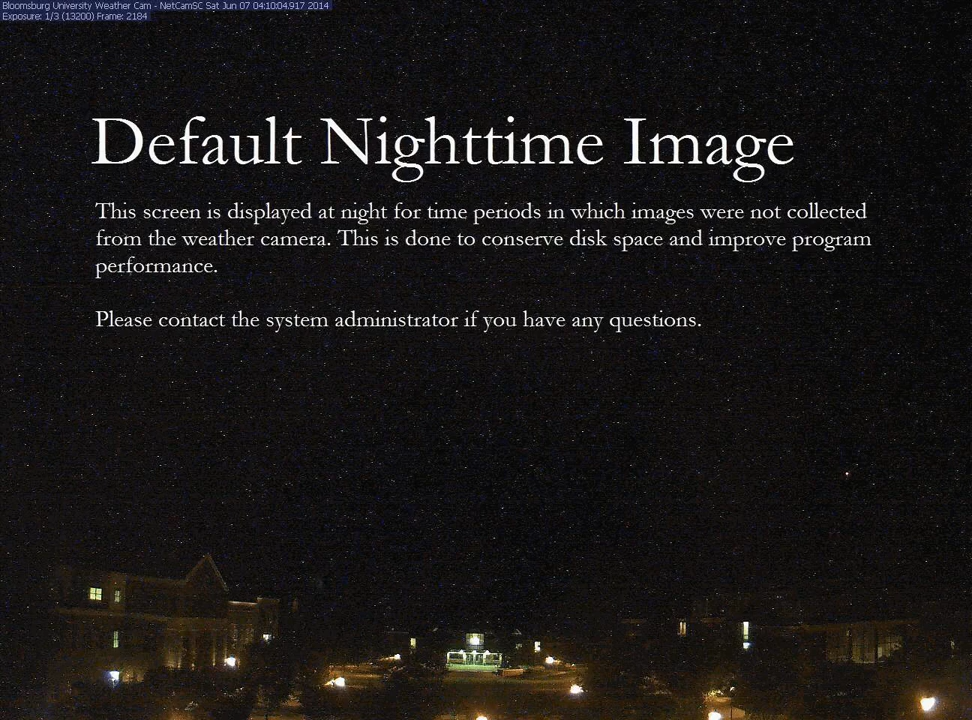 Bloomsburg University Weather Cam - NetCamSC Sat Jun 07 04:10:04.917 2014
Exposure: 1/3 (13200) Frame: 2184
Default Nighttime Image
This screen is displayed at night for time periods in which images were not collected
from the weather camera. This is done to conserve disk space and improve program
performance.
Please contact the system administrator if you have any questions.